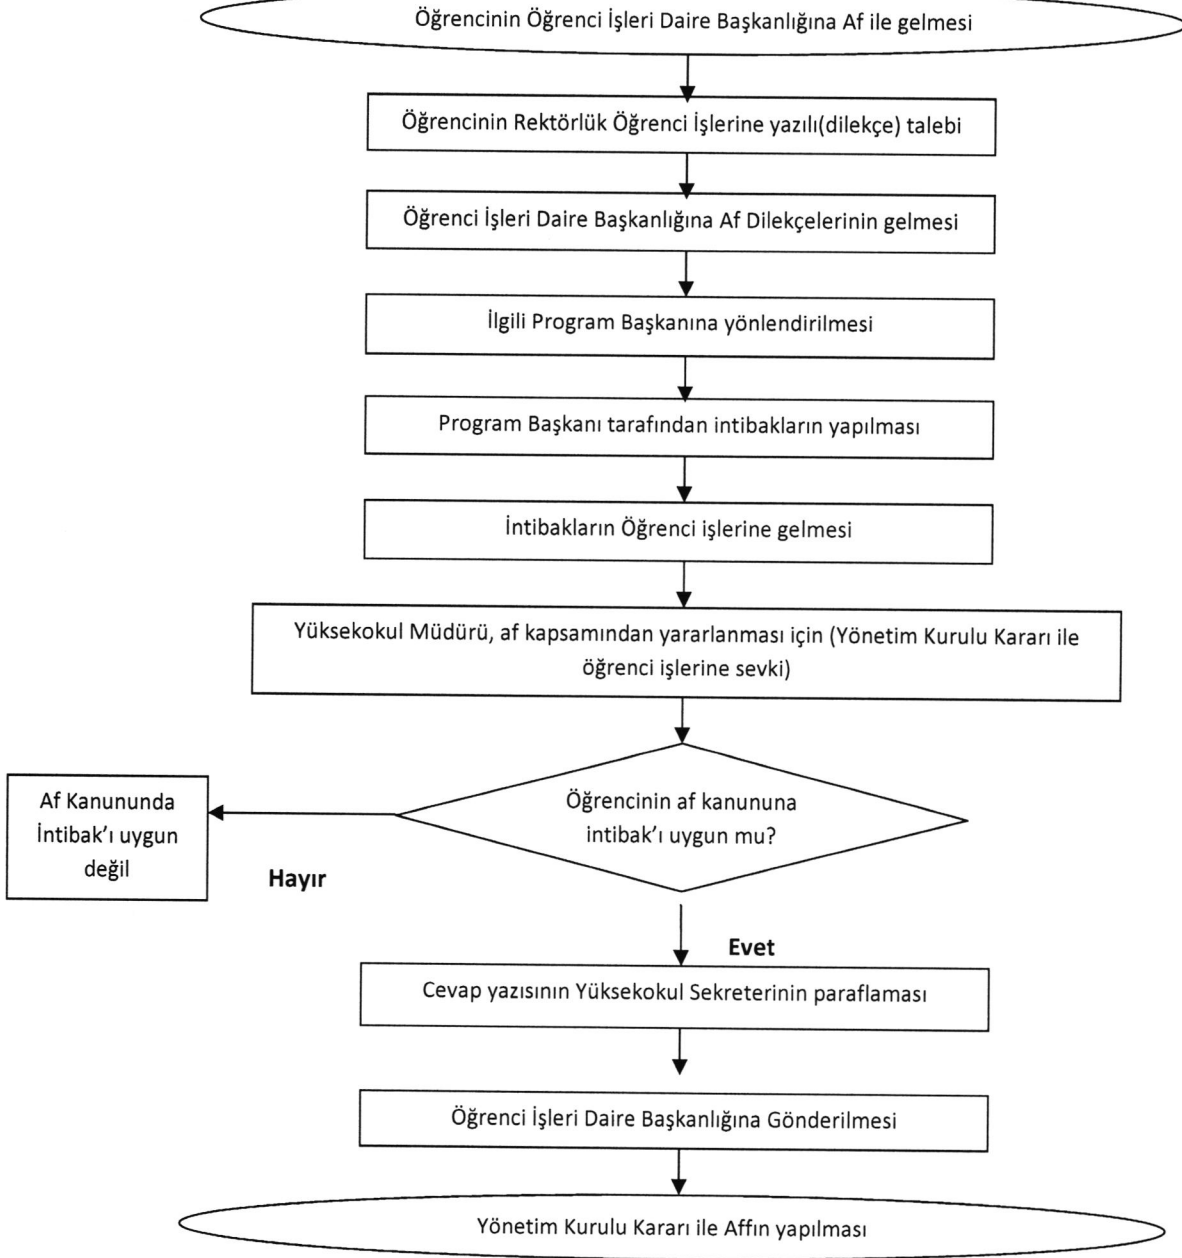 Öğrencinin Öğrenci İşleri Daire Başkanlığına Af ile gelmesi
Öğrencinin Rektörlük Öğrenci İşlerine yazılı(dilekçe) talebi
Öğrenci İşleri Daire Başkanlığına Af Dilekçelerinin gelmesi
İlgili Program Başkanına yönlendirilmesi
Program Başkanı tarafından intibakların yapılması
İntibakların Öğrenci işlerine gelmesi
Yüksekokul Müdürü, af kapsamından yararlanması için (Yönetim Kurulu Kararı ile
öğrenci işlerine sevki)
Öğrencinin af kanununa
intibak’ı uygun mu?
Af Kanununda
İntibak’ı uygun
değil
Hayır
Evet
Cevap yazısının Yüksekokul Sekreterinin paraflaması
Öğrenci İşleri Daire Başkanlığına Gönderilmesi
Yönetim Kurulu Kararı ile Affın yapılması